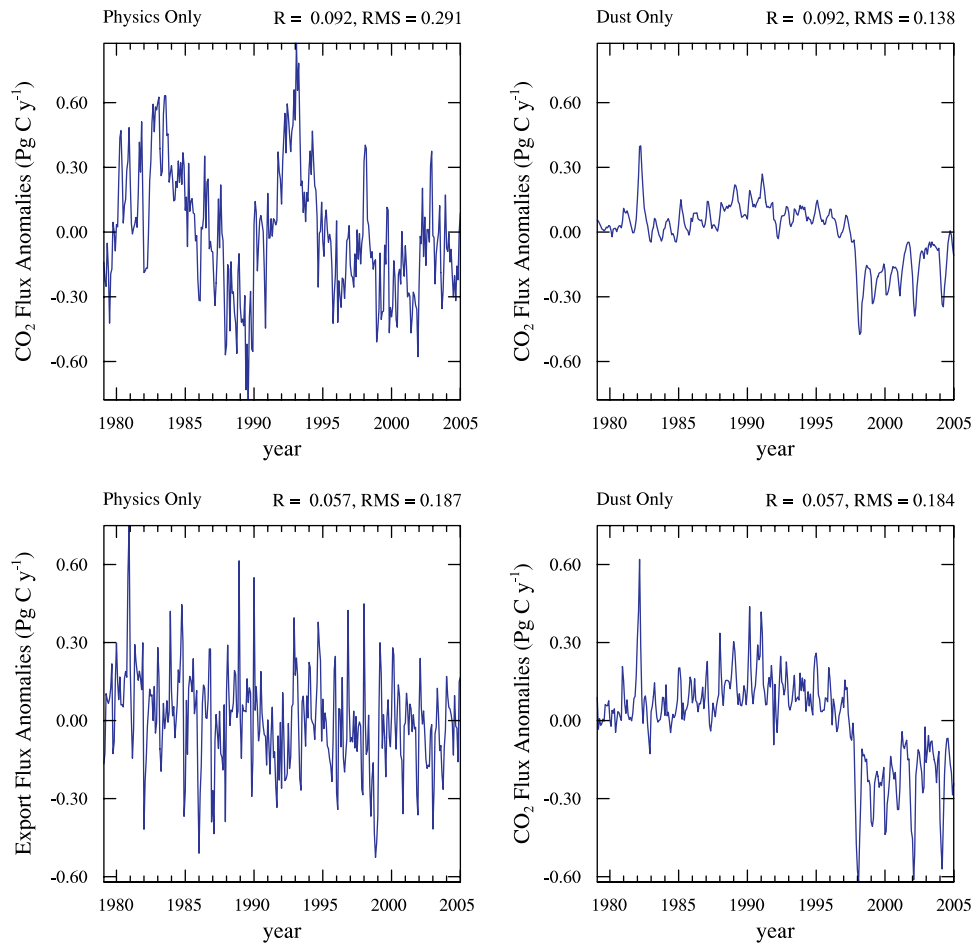 Physics Only R = 0.092, RMS = 0.291
CO₂ Flux Anomalies (Pg C y⁻¹)
0.60
0.30
0.00
-0.30
-0.60
1980 1985 1990 1995 2000 2005
year
Dust Only R = 0.092, RMS = 0.138
CO₂ Flux Anomalies (Pg C y⁻¹)
0.60
0.30
0.00
-0.30
-0.60
1980 1985 1990 1995 2000 2005
year
Physics Only R = 0.057, RMS = 0.187
Export Flux Anomalies (Pg C y⁻¹)
0.60
0.30
0.00
-0.30
-0.60
1980 1985 1990 1995 2000 2005
year
Dust Only R = 0.057, RMS = 0.184
CO₂ Flux Anomalies (Pg C y⁻¹)
0.60
0.30
0.00
-0.30
-0.60
1980 1985 1990 1995 2000 2005
year